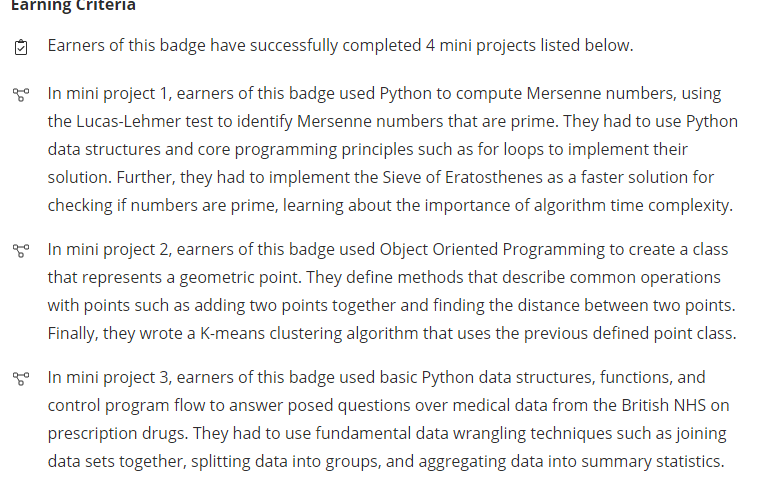 Earning Criteria
Earners of this badge have successfully completed 4 mini projects listed below.
In mini project 1, earners of this badge used Python to compute Mersenne numbers, using
the Lucas-Lehmer test to identify Mersenne numbers that are prime. They had to use Python
data structures and core programming principles such as for loops to implement their
solution. Further, they had to implement the Sieve of Eratosthenes as a faster solution for
checking if numbers are prime, learning about the importance of algorithm time complexity.
In mini project 2, earners of this badge used Object Oriented Programming to create a class
that represents a geometric point. They define methods that describe common operations
with points such as adding two points together and finding the distance between two points.
Finally, they wrote a K-means clustering algorithm that uses the previous defined point class.
In mini project 3, earners of this badge used basic Python data structures, functions, and
control program flow to answer posed questions over medical data from the British NHS on
prescription drugs. They had to use fundamental data wrangling techniques such as joining
data sets together, splitting data into groups, and aggregating data into summary statistics.